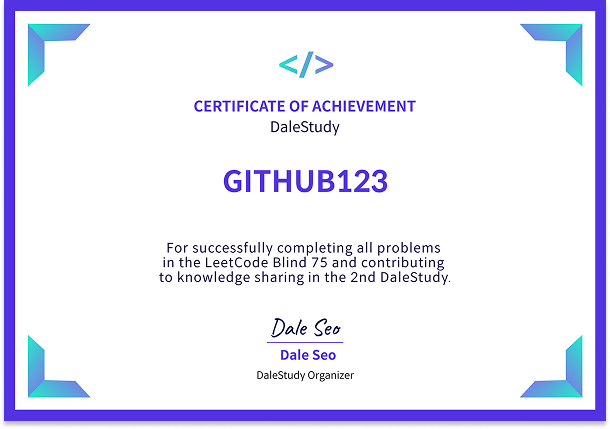 </>
CERTIFICATE OF ACHIEVEMENT
DaleStudy
GITHUB123
For successfully completing all problems
in the LeetCode Blind 75 and contributing
to knowledge sharing in the 2nd DaleStudy.
Dale Seo
Dale Seo
DaleStudy Organizer